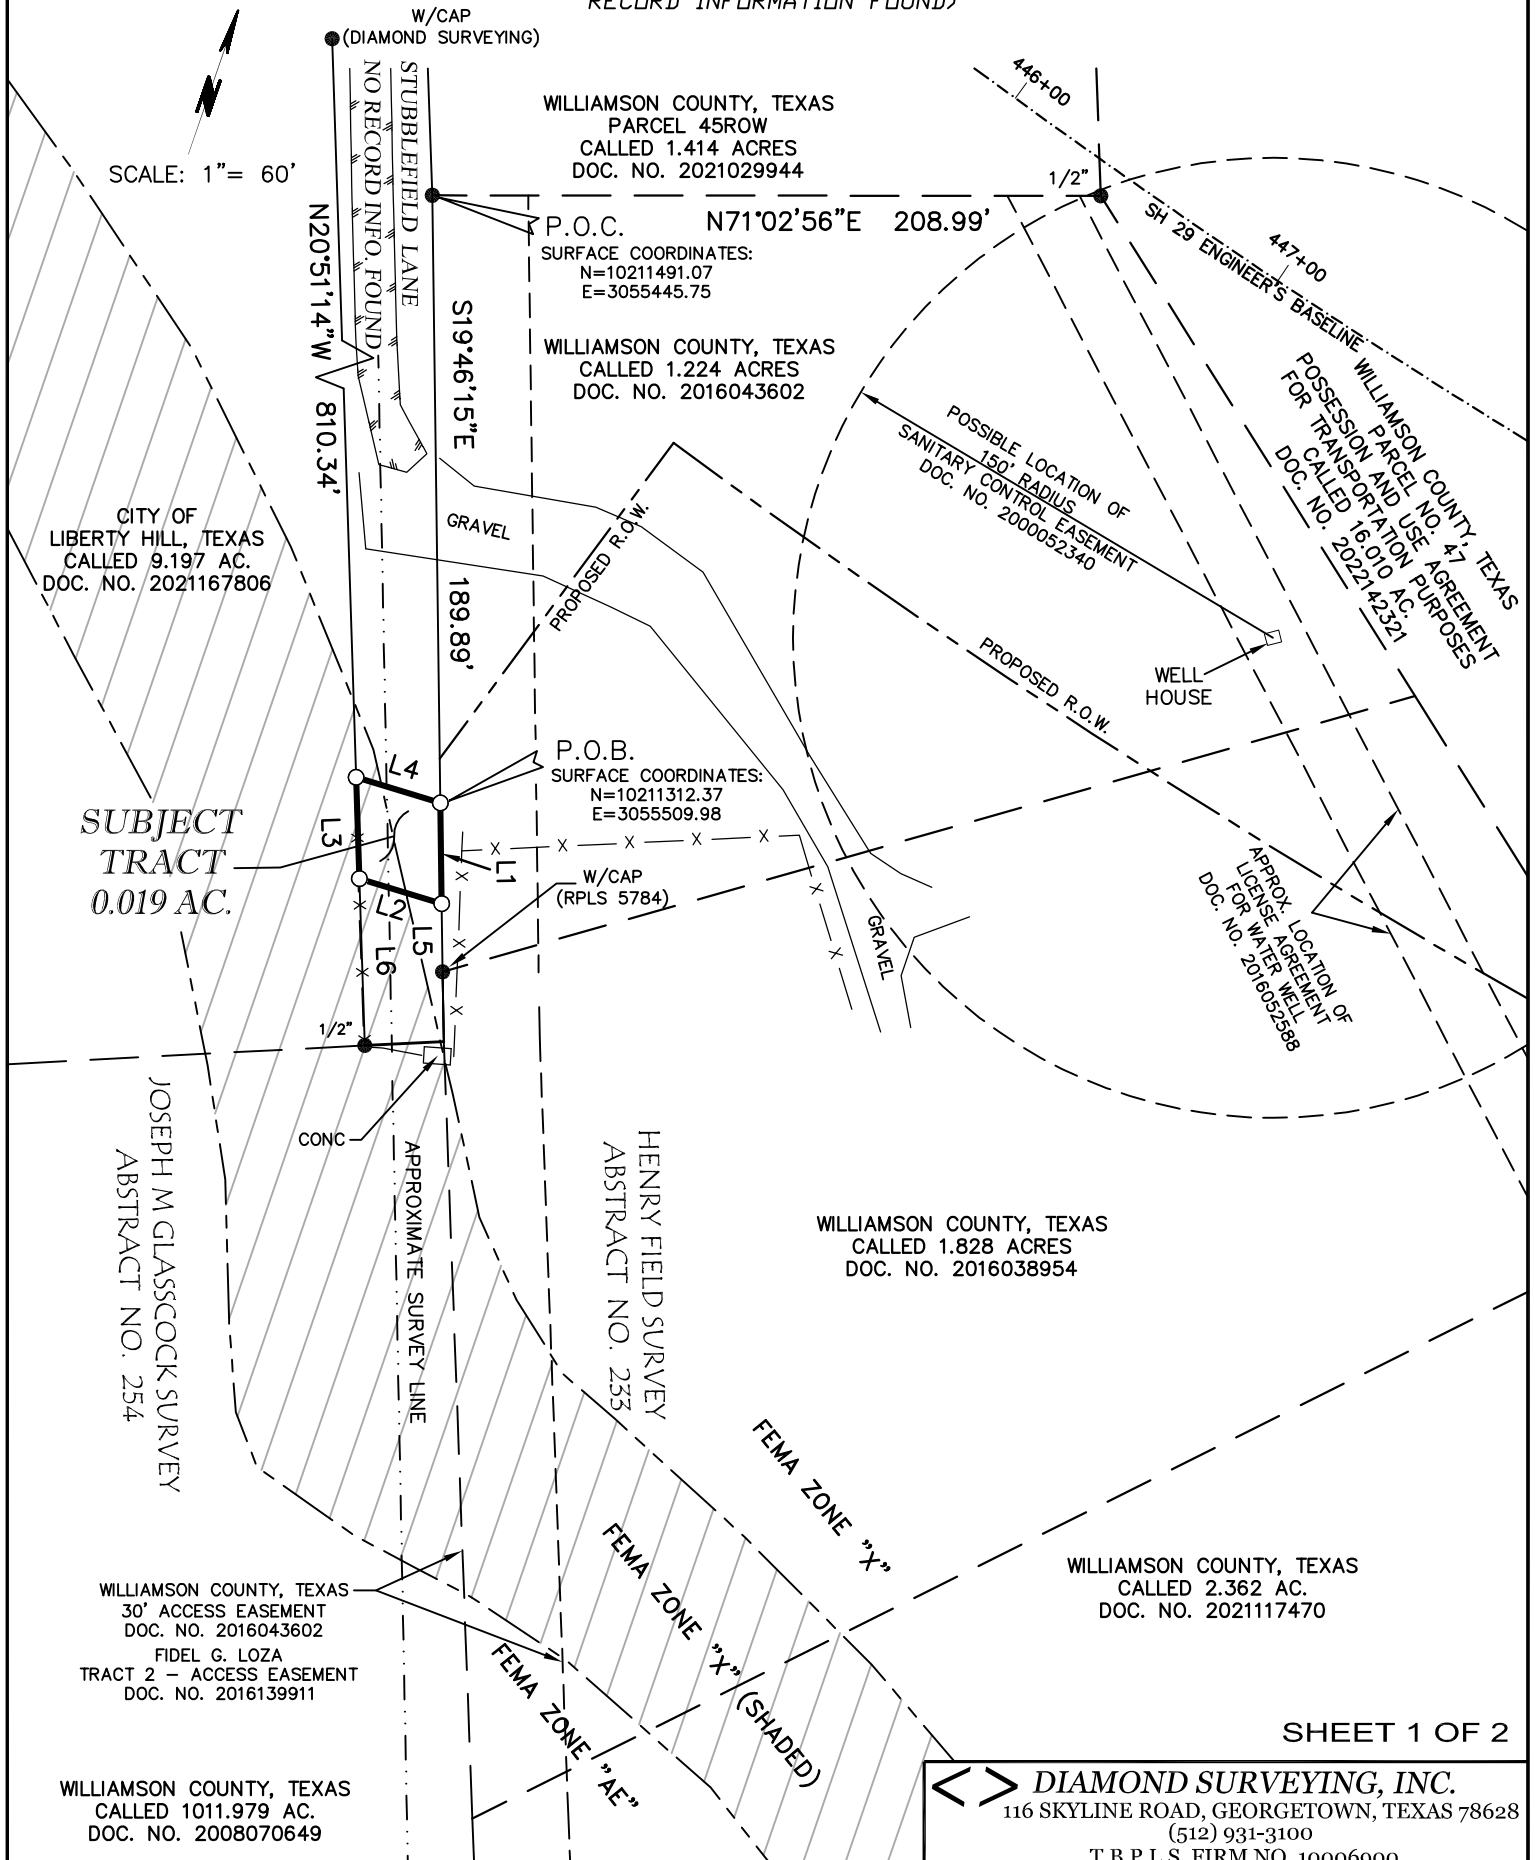 RECORD INFORMATION FOUND)
W/CAP
(DIAMOND SURVEYING)
N
SCALE: 1"= 60'
STUBBLEFIELD LANE
NO RECORD INFO. FOUND
WILLIAMSON COUNTY, TEXAS
PARCEL 45ROW
CALLED 1.414 ACRES
DOC. NO. 2021029944
446+00
1/2"
N71°02'56"E 208.99'
P.O.C.
SURFACE COORDINATES:
N=10211491.07
E=3055445.75
SH 29 ENGINEER'S BASELINE
447+00
N20°51'14"W 810.34'
S19°46'15"E 189.89'
WILLIAMSON COUNTY, TEXAS
CALLED 1.224 ACRES
DOC. NO. 2016043602
WILLIAMSON COUNTY, TEXAS
PARCEL NO. 47
POSSESSION AND USE AGREEMENT
FOR TRANSPORTATION PURPOSES
CALLED 16.010 AC.
DOC. NO. 2022142321
POSSIBLE LOCATION OF
150' RADIUS
SANITARY CONTROL EASEMENT
DOC. NO. 2000052340
CITY OF
LIBERTY HILL, TEXAS
CALLED 9.197 AC.
DOC. NO. 2021167806
GRAVEL
PROPOSED R.O.W.
PROPOSED R.O.W.
WELL
HOUSE
P.O.B.
SURFACE COORDINATES:
N=10211312.37
E=3055509.98
L4
L3
L1
L2
L5
L6
SUBJECT
TRACT
0.019 AC.
W/CAP
(RPLS 5784)
GRAVEL
APPROX. LOCATION OF
LICENSE AGREEMENT
FOR WATER WELL
DOC. NO. 2016052588
1/2"
CONC
JOSEPH M GLASSCOCK SURVEY
ABSTRACT NO. 254
APPROXIMATE SURVEY LINE
HENRY FIELD SURVEY
ABSTRACT NO. 233
WILLIAMSON COUNTY, TEXAS
CALLED 1.828 ACRES
DOC. NO. 2016038954
FEMA ZONE "X"
FEMA ZONE "X" (SHADED)
FEMA ZONE "AE"
WILLIAMSON COUNTY, TEXAS
CALLED 2.362 AC.
DOC. NO. 2021117470
WILLIAMSON COUNTY, TEXAS
30' ACCESS EASEMENT
DOC. NO. 2016043602
FIDEL G. LOZA
TRACT 2 – ACCESS EASEMENT
DOC. NO. 2016139911
WILLIAMSON COUNTY, TEXAS
CALLED 1011.979 AC.
DOC. NO. 2008070649
SHEET 1 OF 2
DIAMOND SURVEYING, INC.
116 SKYLINE ROAD, GEORGETOWN, TEXAS 78628
(512) 931-3100
T.B.P.L.S. FIRM NO. 10006900